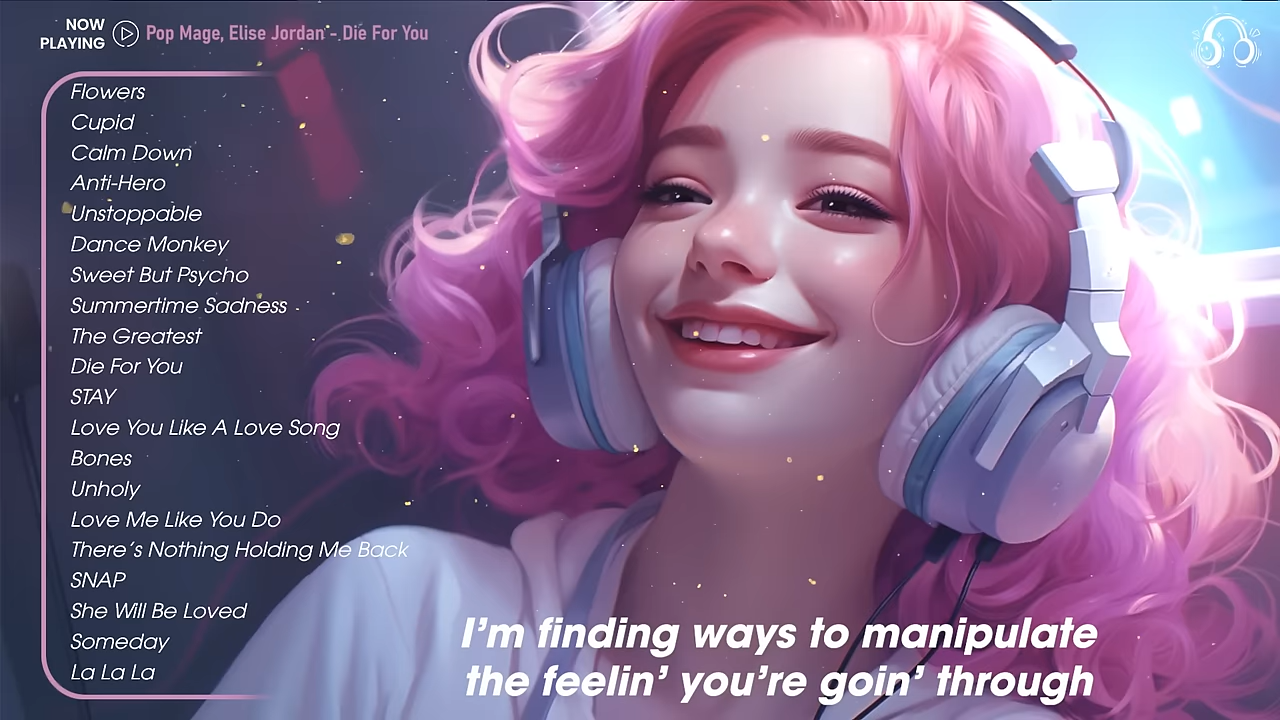 NOW
PLAYING
Pop Mage, Elise Jordan - Die For You
Flowers
Cupid
Calm Down
Anti-Hero
Unstoppable
Dance Monkey
Sweet But Psycho
Summertime Sadness
The Greatest
Die For You
STAY
Love You Like A Love Song
Bones
Unholy
Love Me Like You Do
There's Nothing Holding Me Back
SNAP
She Will Be Loved
Someday
La La La
I'm finding ways to manipulate
the feelin' you're goin' through